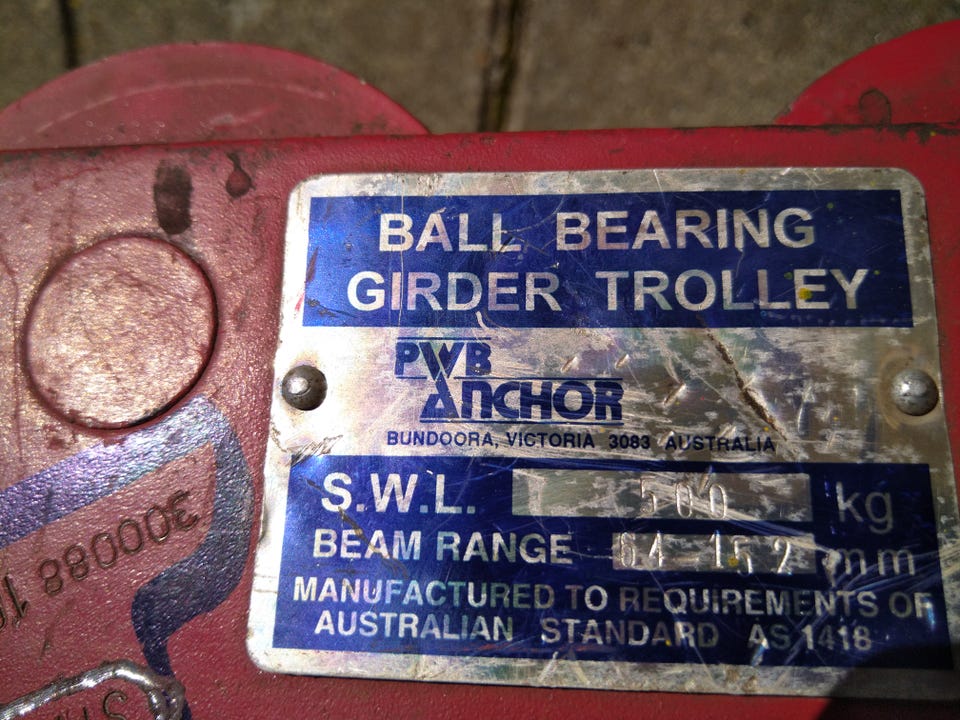 BALL BEARING
GIRDER TROLLEY
PWB
ANCHOR
BUNDOORA, VICTORIA 3083 AUSTRALIA
S.W.L. 500 kg
BEAM RANGE 64 152 mm
MANUFACTURED TO REQUIREMENTS OF
AUSTRALIAN STANDARD AS 1418
300088